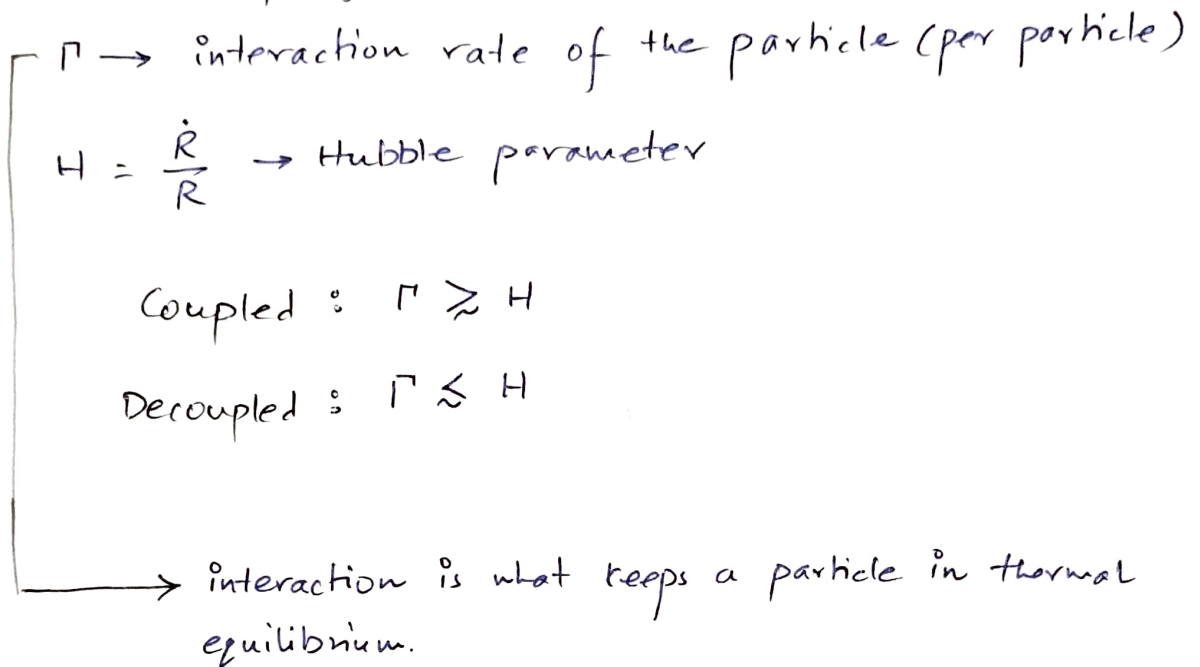 Γ → interaction rate of the particle (per particle)
H = Ṙ/R → Hubble parameter
Coupled : Γ ≳ H
Decoupled : Γ ≲ H
→ interaction is what keeps a particle in thermal
equilibrium.